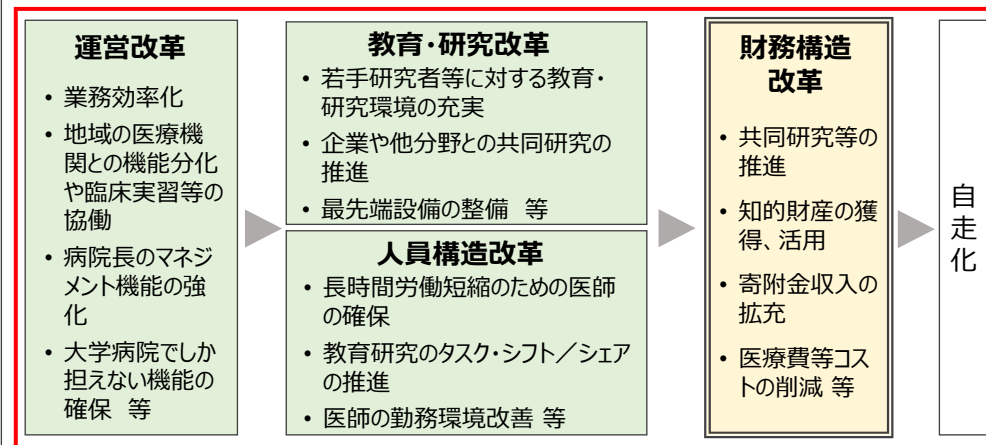 運営改革
• 業務効率化
• 地域の医療機
関との機能分化
や臨床実習等の
協働
• 病院長のマネジ
メント機能の強
化
• 大学病院でしか
担えない機能の
確保 等
教育・研究改革
• 若手研究者等に対する教育・
研究環境の充実
• 企業や他分野との共同研究の
推進
• 最先端設備の整備 等
人員構造改革
• 長時間労働短縮のための医師
の確保
• 教育研究のタスク・シフト／シェア
の推進
• 医師の勤務環境改善 等
財務構造
改革
• 共同研究等の
推進
• 知的財産の獲
得、活用
• 寄附金収入の
拡充
• 医療費等コス
トの削減 等
自走化